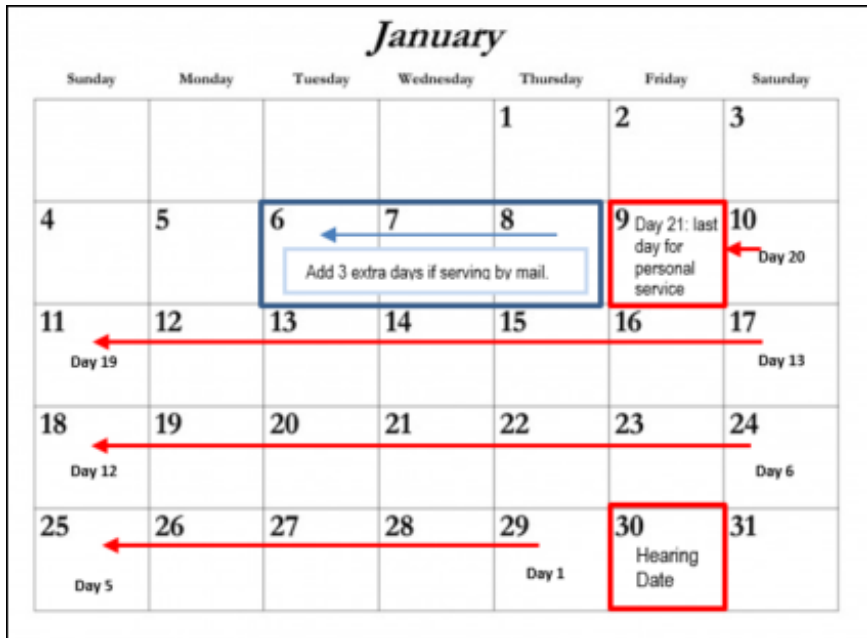 January
Sunday Monday Tuesday Wednesday Thursday Friday Saturday
1 2 3
4 5 6 7 8 9 Day 21: last 10
day for
personal
service
Day 20
Add 3 extra days if serving by mail.
11 12 13 14 15 16 17
Day 19 Day 13
18 19 20 21 22 23 24
Day 12 Day 6
25 26 27 28 29 30 31
Hearing
Date
Day 5 Day 1